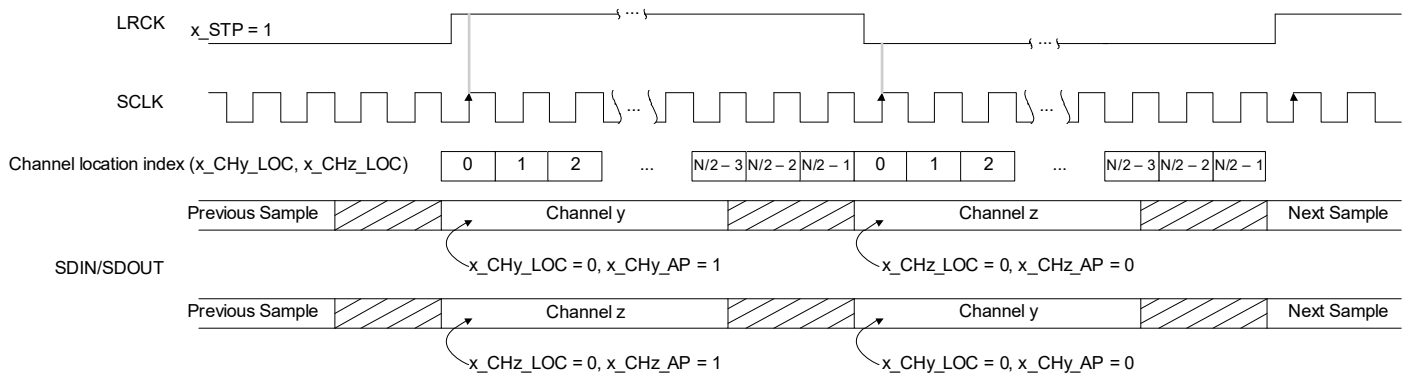 LRCK
x_STP = 1
...
...
SCLK
...
...
Channel location index (x_CHy_LOC, x_CHz_LOC) 0 1 2 ... N/2 – 3 N/2 – 2 N/2 – 1 0 1 2 ... N/2 – 3 N/2 – 2 N/2 – 1
Previous Sample Channel y Channel z Next Sample
x_CHy_LOC = 0, x_CHy_AP = 1 x_CHz_LOC = 0, x_CHz_AP = 0
SDIN/SDOUT
Previous Sample Channel z Channel y Next Sample
x_CHz_LOC = 0, x_CHz_AP = 1 x_CHy_LOC = 0, x_CHy_AP = 0